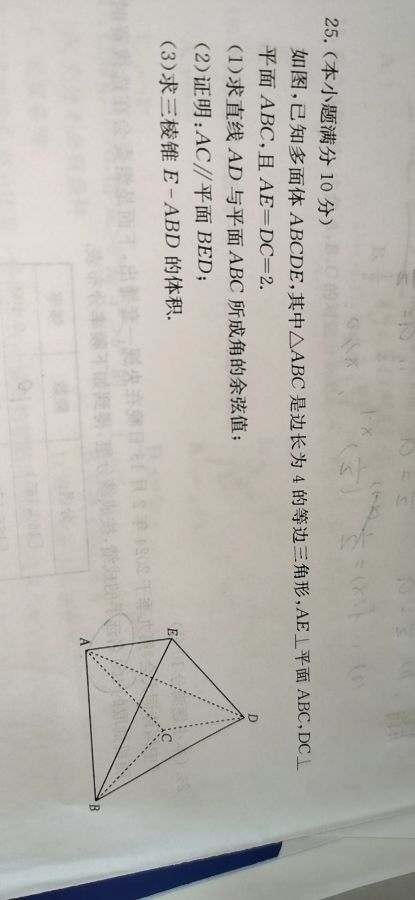 25.(本小题满分 10 分)
如图,已知多面体 ABCDE,其中△ABC 是边长为 4 的等边三角形,AE⊥平面 ABC,DC⊥
平面 ABC,且 AE=DC=2.
(1)求直线 AD 与平面 ABC 所成角的余弦值;
(2)证明:AC∥平面 BED;
(3)求三棱锥 E-ABD 的体积.
D
E
C
A
B